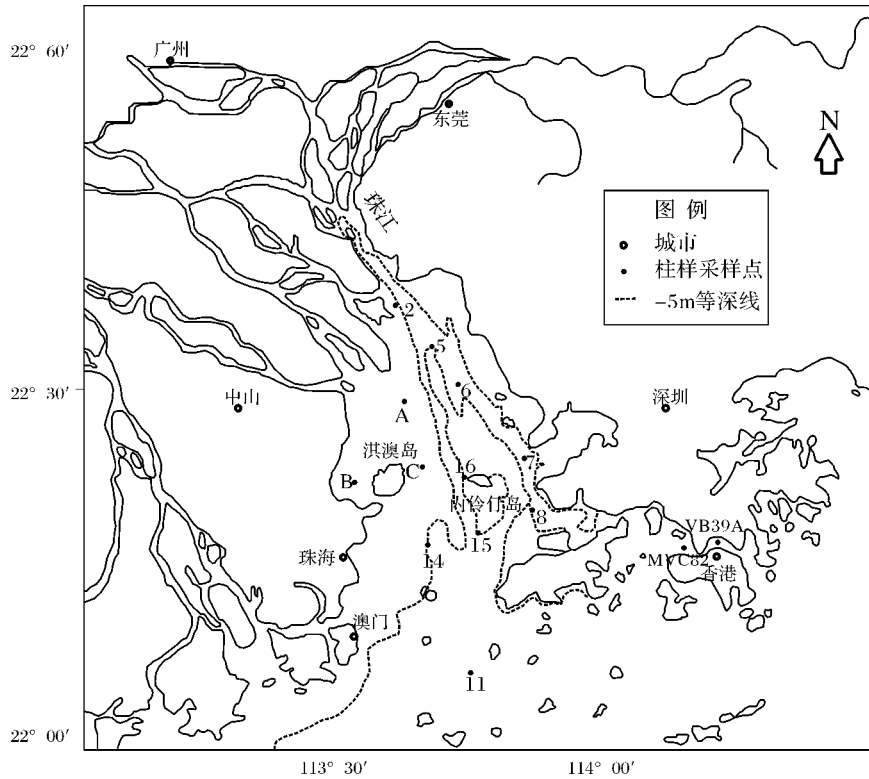 22° 60′
广州
东莞
N
珠江
图 例
城市
柱样采样点
-5m等深线
2
5
22° 30′
中山
6
深圳
A
淇澳岛
B
C
16
7
内伶仃岛
8
VB39A
珠海
14
15
MVC82
香港
澳门
11
22° 00′
113° 30′
114° 00′